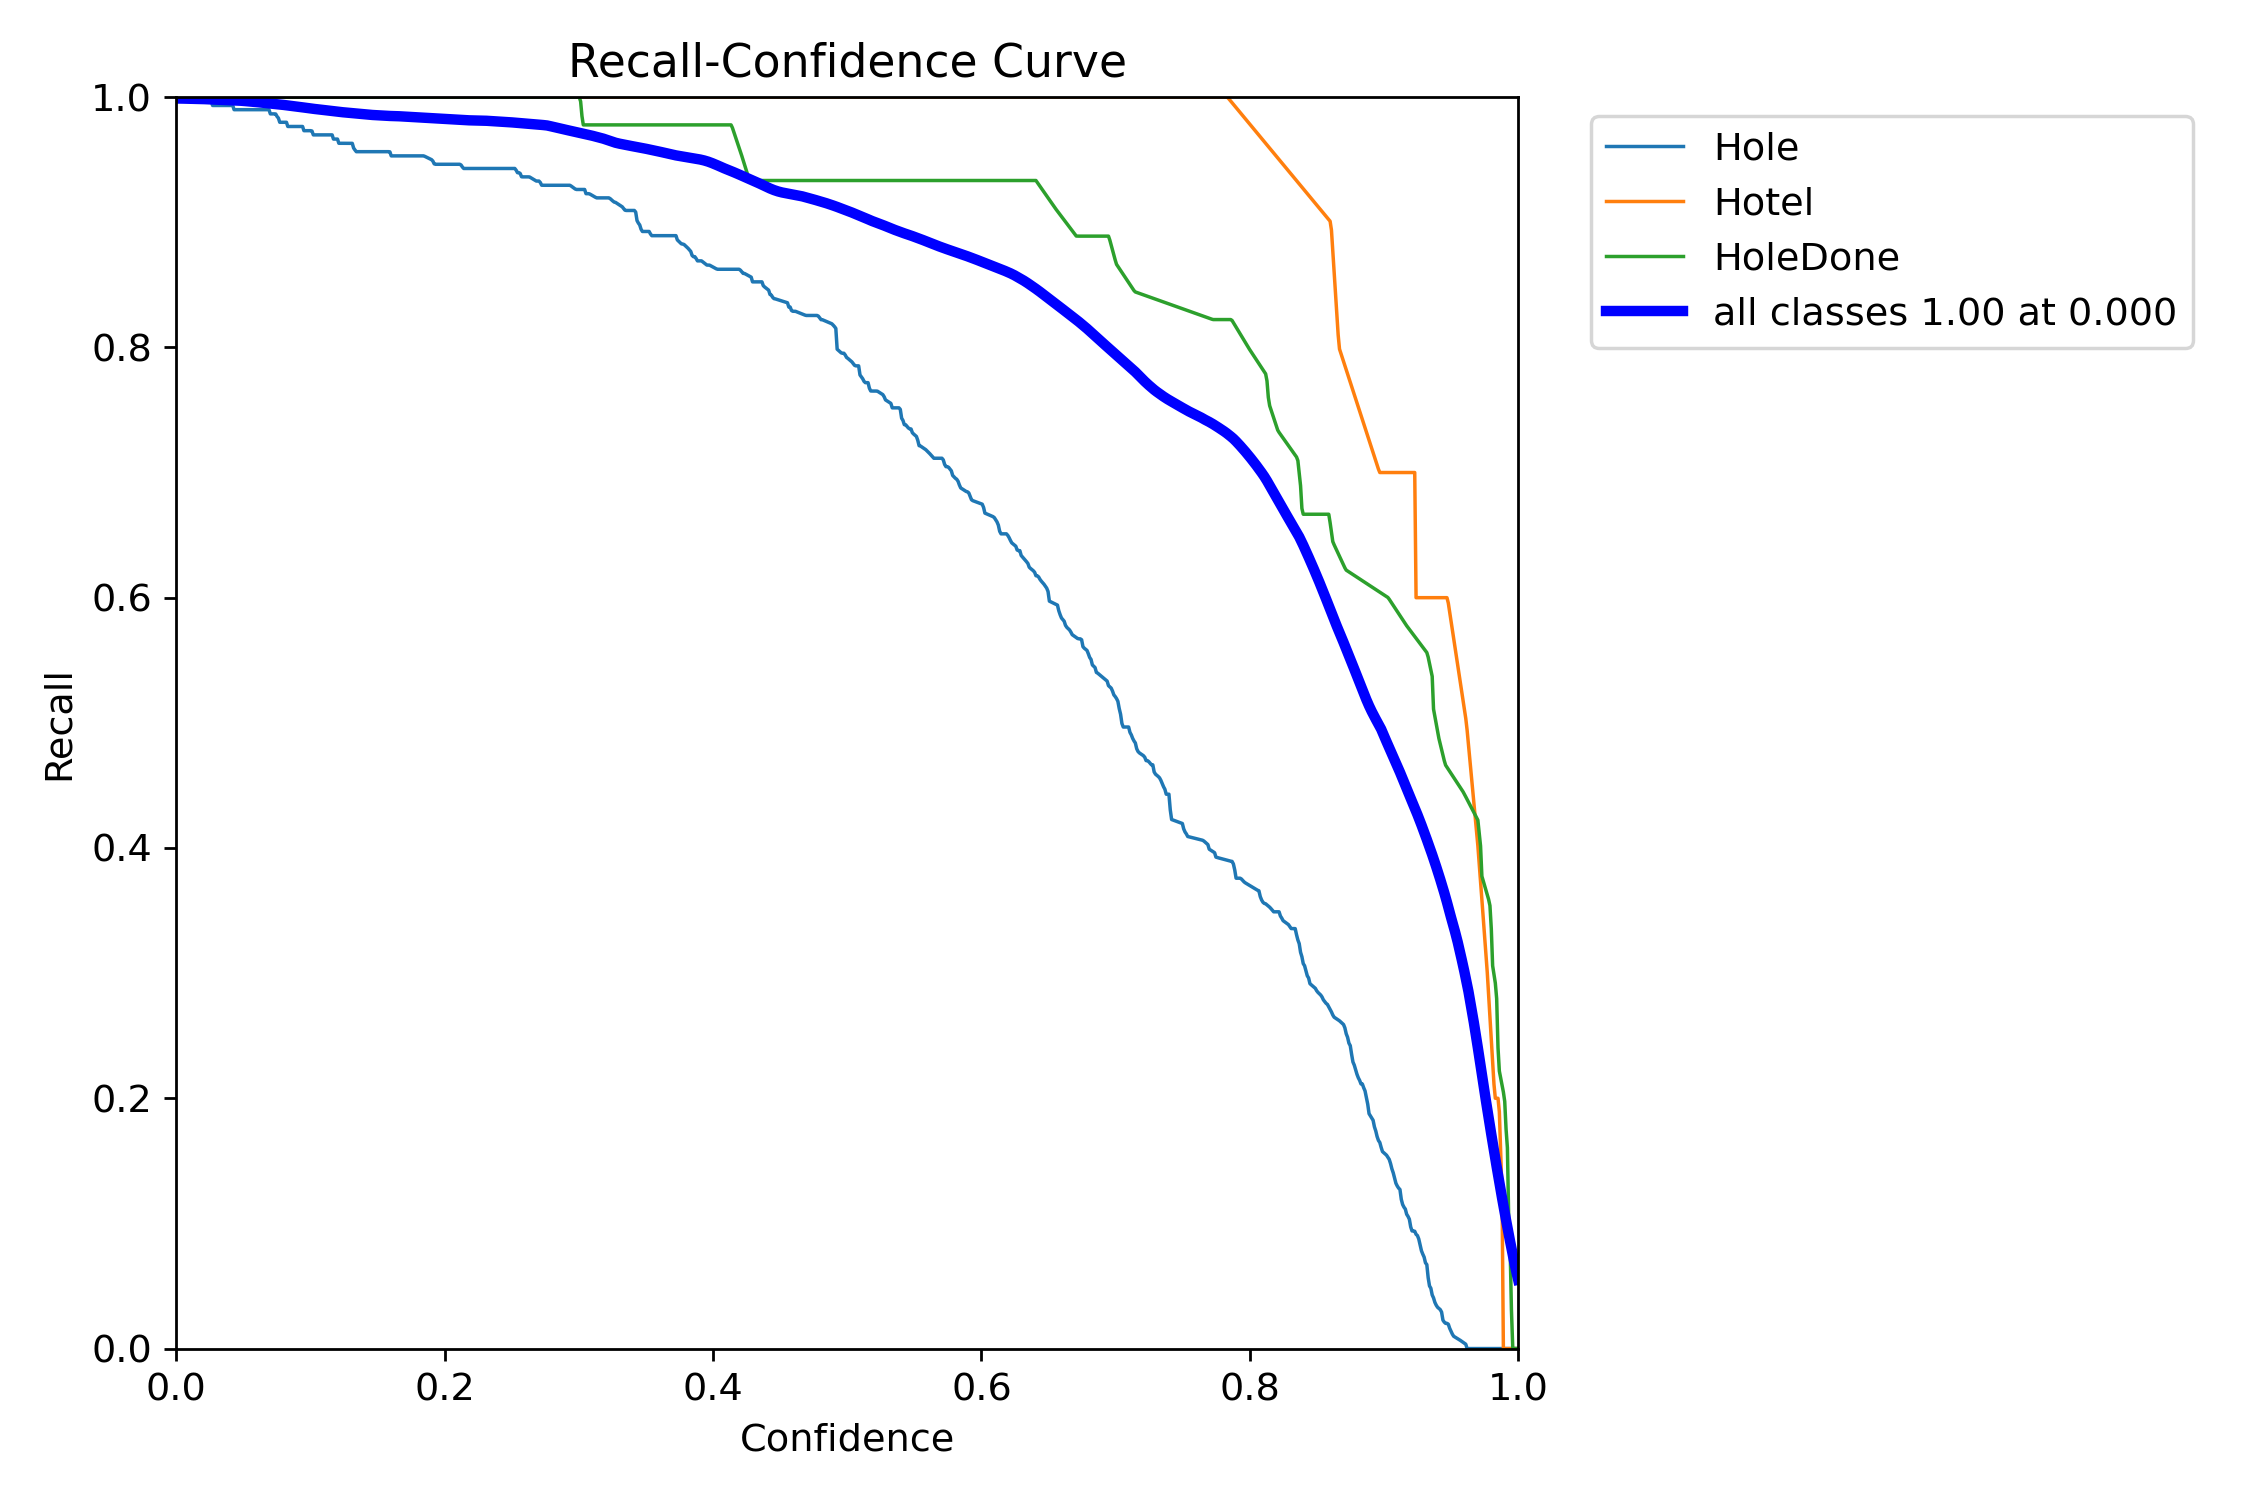 Recall-Confidence Curve
1.0
0.8
0.6
0.4
0.2
0.0
Recall
0.0 0.2 0.4 0.6 0.8 1.0
Confidence
Hole
Hotel
HoleDone
all classes 1.00 at 0.000